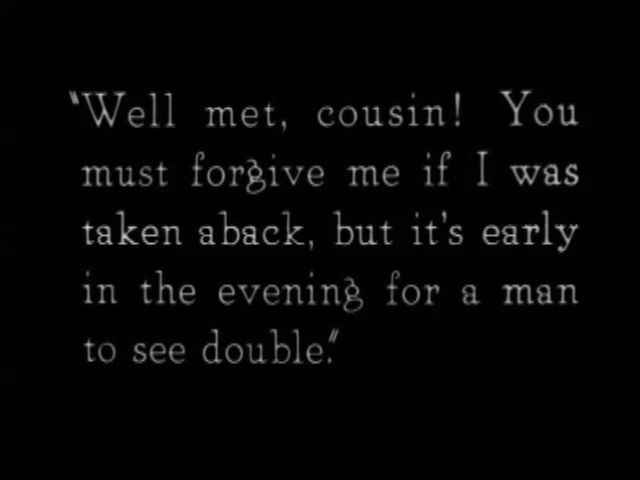 "Well met, cousin! You
must forgive me if I was
taken aback, but it's early
in the evening for a man
to see double."